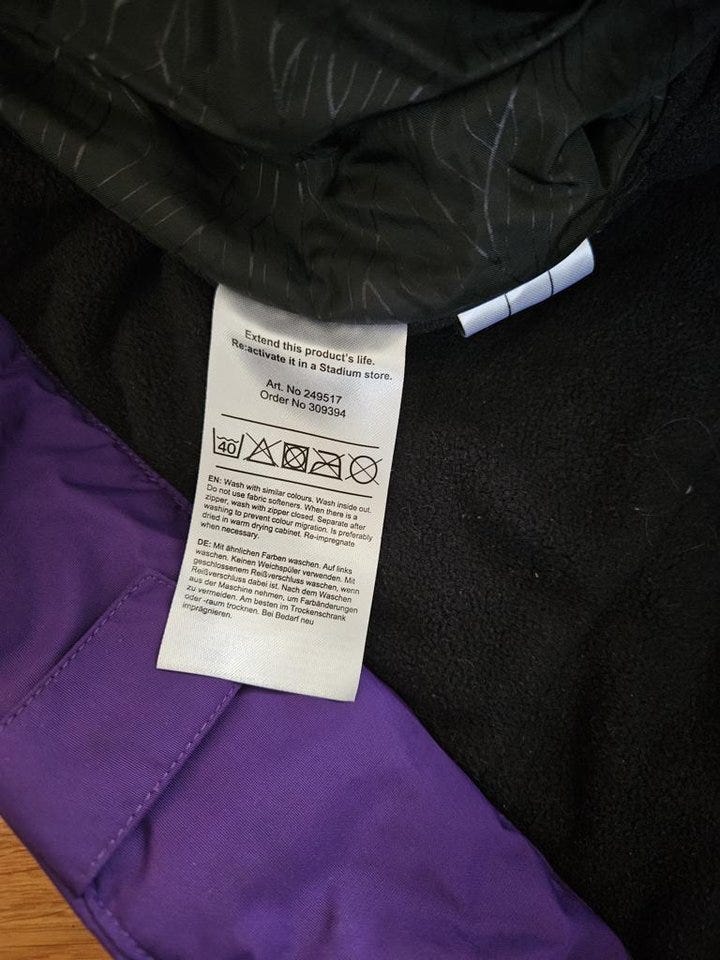 Extend this product's life.
Re:activate it in a Stadium store.
Art. No 249517
Order No 309394
40
EN: Wash with similar colours. Wash inside out.
Do not use fabric softeners. When there is a
zipper, wash with zipper closed. Separate after
washing to prevent colour migration. Is preferably
dried in warm drying cabinet. Re-impregnate
when necessary.
DE: Mit ähnlichen Farben waschen. Auf links
waschen. Keinen Weichspüler verwenden. Mit
geschlossenem Reißverschluss waschen, wenn
Reißverschluss dabei ist. Nach dem Waschen
aus der Maschine nehmen, um Farbänderungen
zu vermeiden. Am besten im Trockenschrank
oder -raum trocknen. Bei Bedarf neu
imprägnieren.